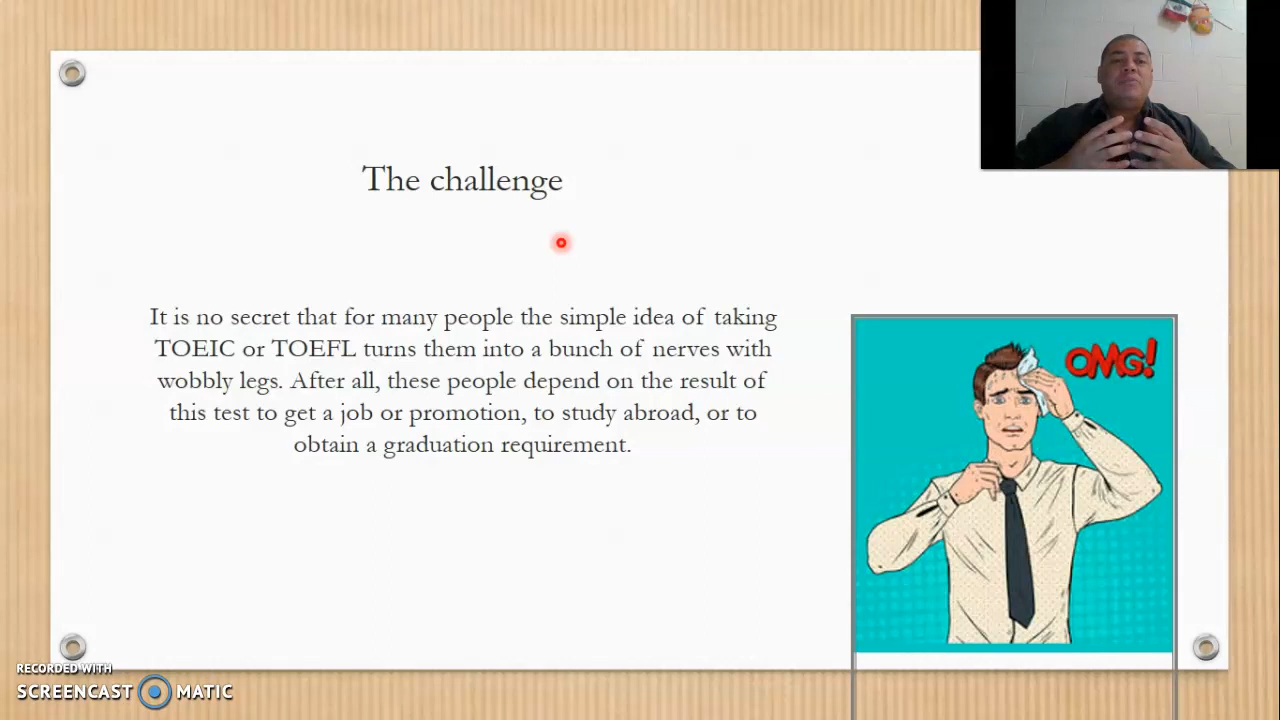 The challenge
It is no secret that for many people the simple idea of taking
TOEIC or TOEFL turns them into a bunch of nerves with
wobbly legs. After all, these people depend on the result of
this test to get a job or promotion, to study abroad, or to
obtain a graduation requirement.
OMG!
RECORDED WITH
SCREENCAST MATIC